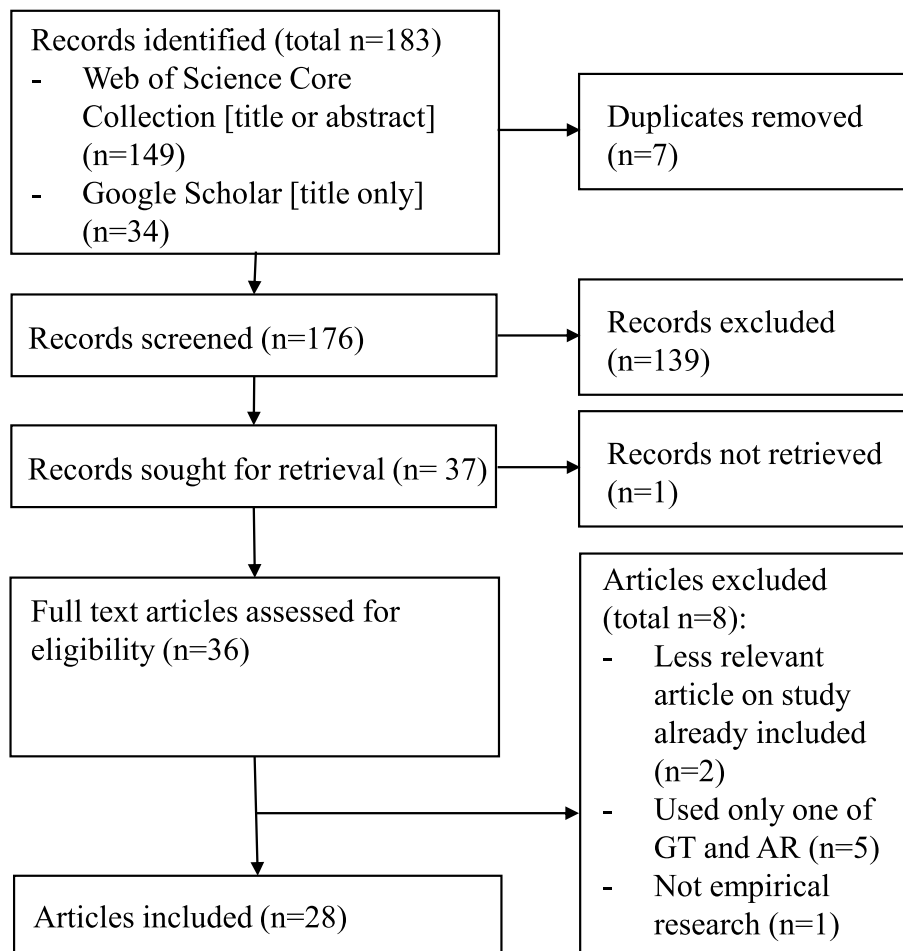 Records identified (total n=183)
- Web of Science Core
Collection [title or abstract]
(n=149)
- Google Scholar [title only]
(n=34)
Duplicates removed
(n=7)
Records screened (n=176)
Records excluded
(n=139)
Records sought for retrieval (n= 37)
Records not retrieved
(n=1)
Full text articles assessed for
eligibility (n=36)
Articles excluded
(total n=8):
- Less relevant
article on study
already included
(n=2)
- Used only one of
GT and AR (n=5)
- Not empirical
research (n=1)
Articles included (n=28)